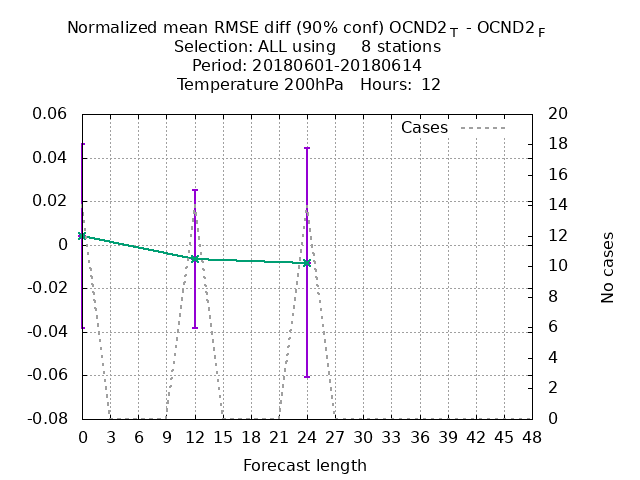 Normalized mean RMSE diff (90% conf) OCND2 T - OCND2 F
Selection: ALL using 8 stations
Period: 20180601-20180614
Temperature 200hPa Hours: 12
Cases
0.06
0.04
0.02
0
-0.02
-0.04
-0.06
-0.08
20
18
16
14
12
10
8
6
4
2
0
No cases
0 3 6 9 12 15 18 21 24 27 30 33 36 39 42 45 48
Forecast length